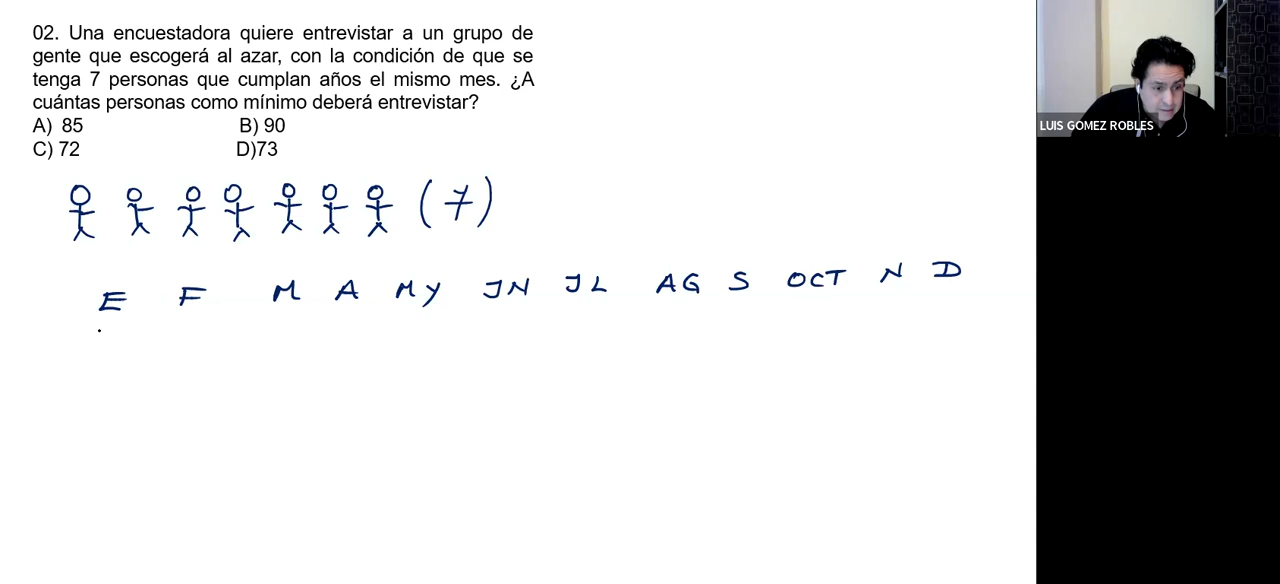 02. Una encuestadora quiere entrevistar a un grupo de
gente que escogerá al azar, con la condición de que se
tenga 7 personas que cumplan años el mismo mes. ¿A
cuántas personas como mínimo deberá entrevistar?
A) 85 B) 90
C) 72 D)73
(7)
E F M A MY JN JL AG S OCT N D
LUIS GOMEZ ROBLES